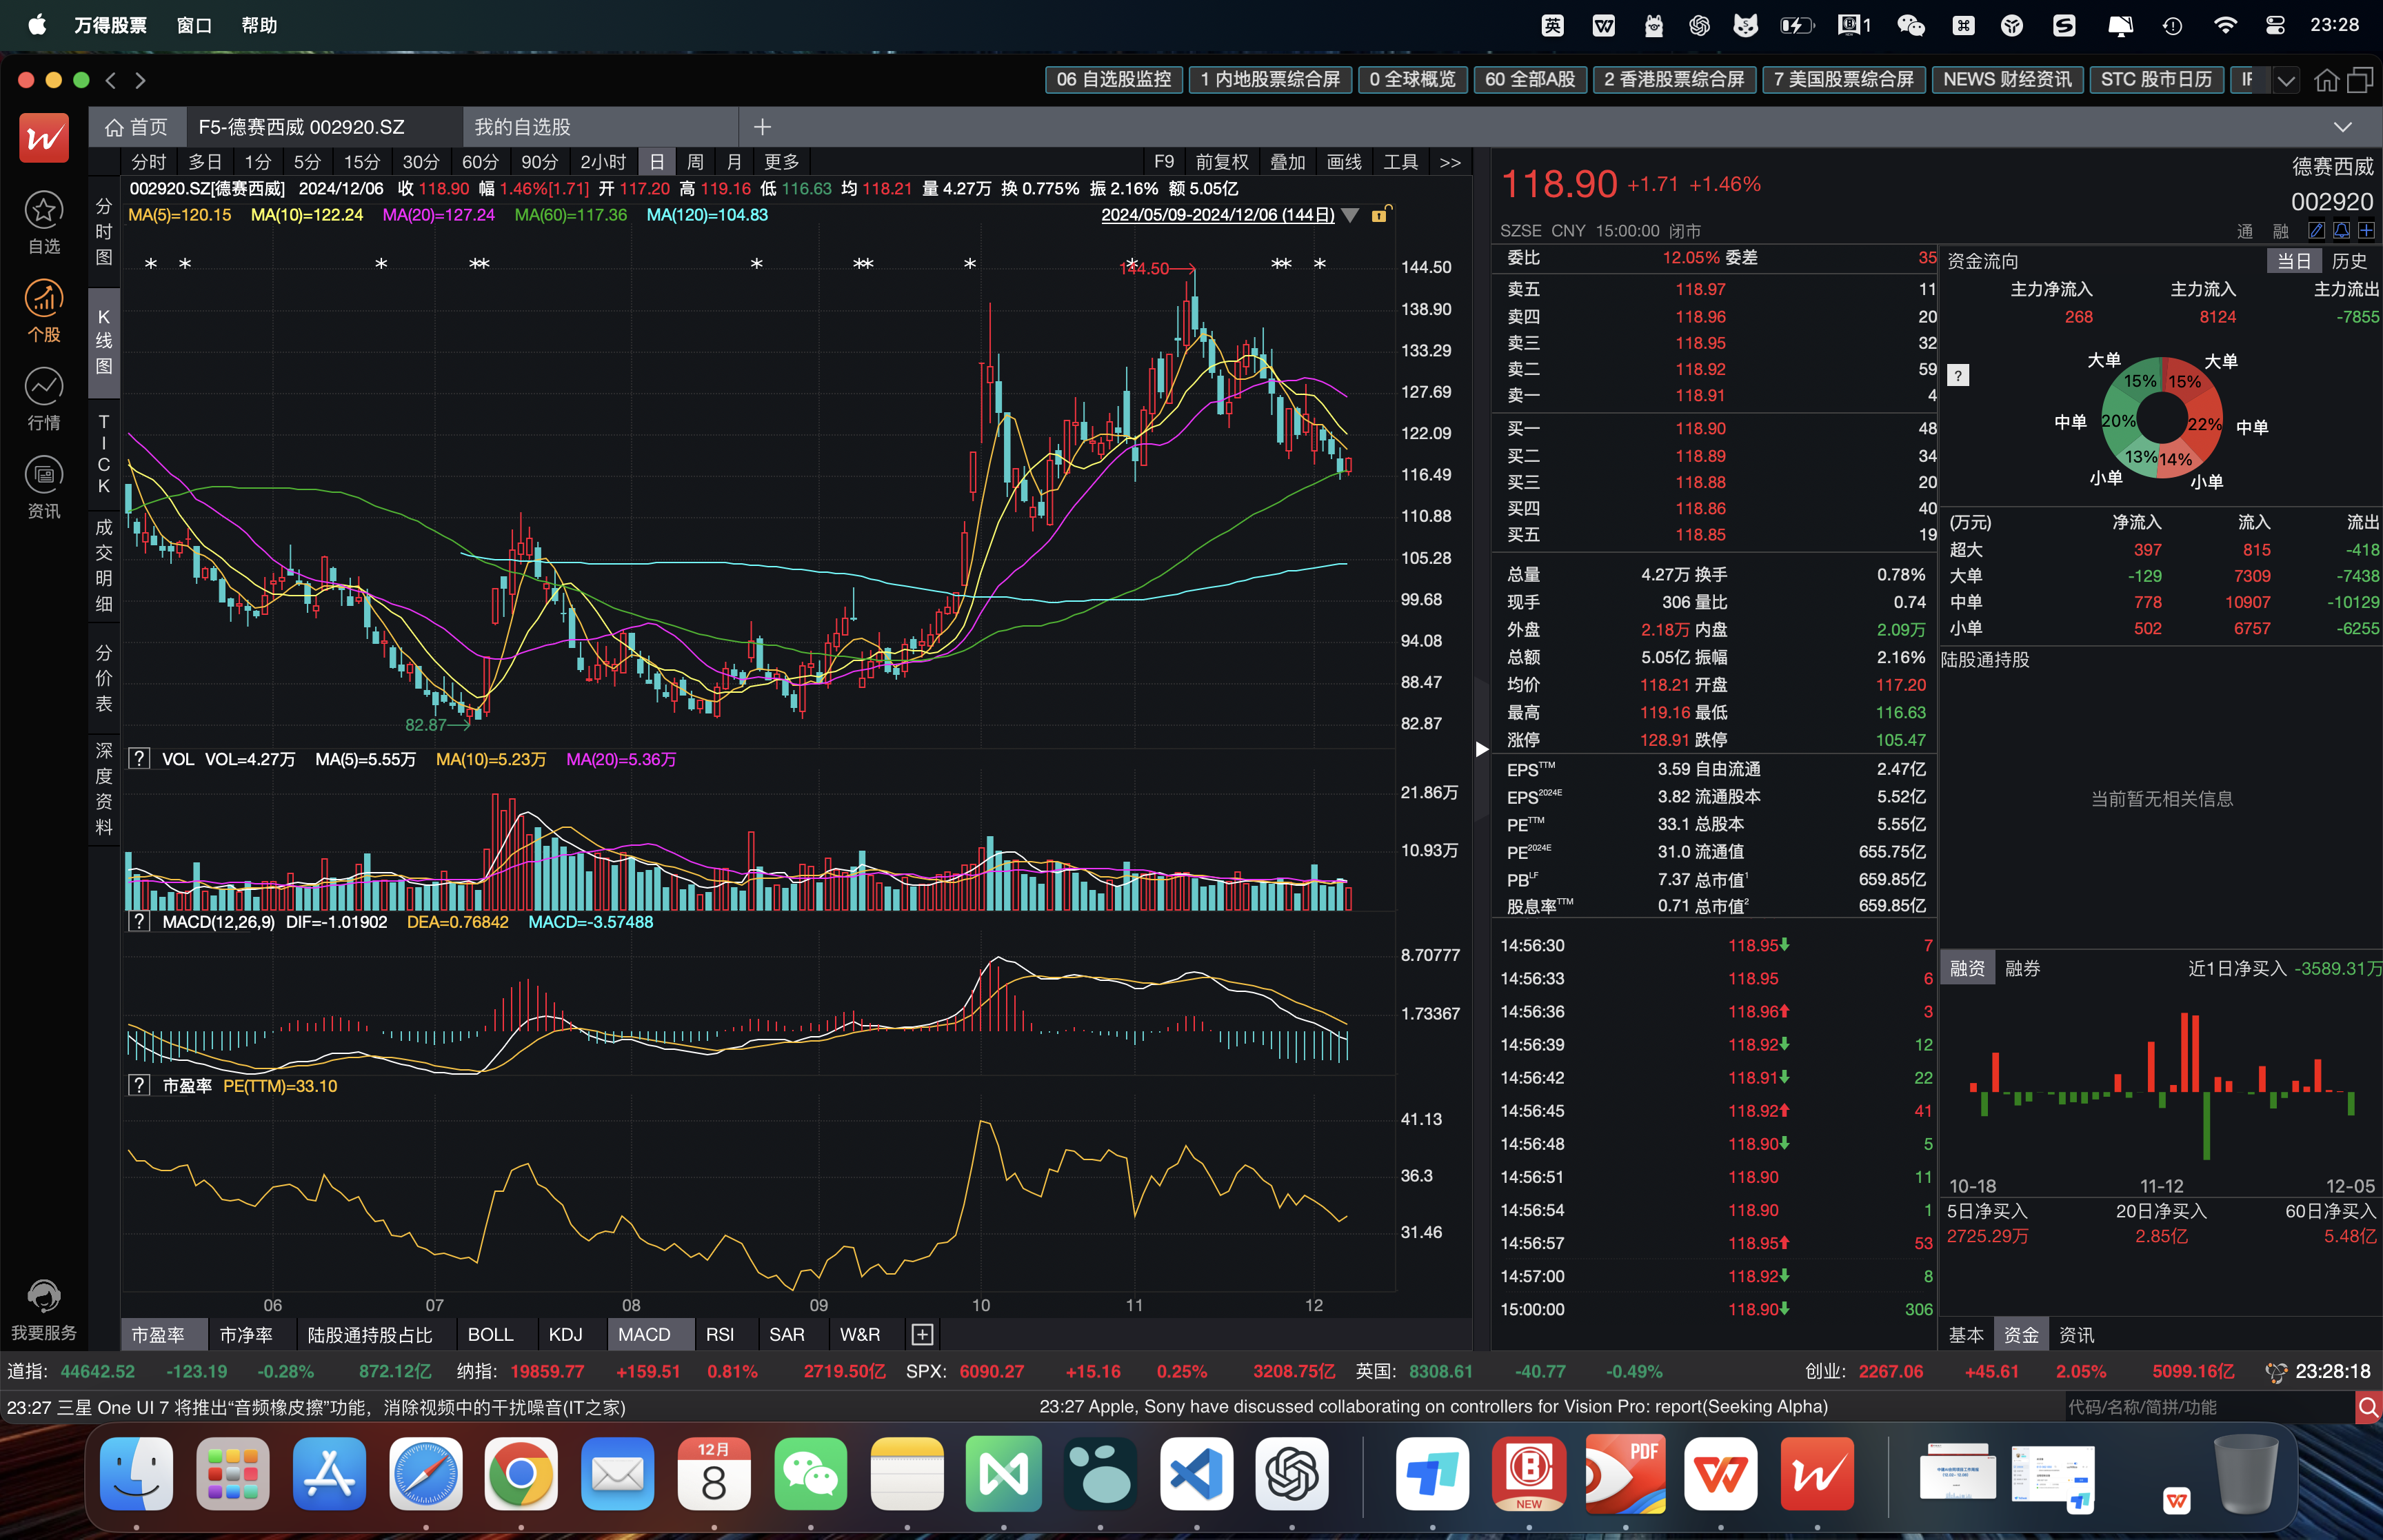 万得股票 窗口 帮助 英 1 23:28
06 自选股监控 1 内地股票综合屏 0 全球概览 60 全部A股 2 香港股票综合屏 7 美国股票综合屏 NEWS 财经资讯 STC 股市日历
首页 F5-德赛西威 002920.SZ 我的自选股
自选
个股
行情
资讯
我要服务
分时图
K线图
TICK
成交明细
分价表
深度资料
分时 多日 1分 5分 15分 30分 60分 90分 2小时 日 周 月 更多 F9 前复权 叠加 画线 工具 >>
002920.SZ[德赛西威] 2024/12/06 收 118.90 幅 1.46%[1.71] 开 117.20 高 119.16 低 116.63 均 118.21 量 4.27万 换 0.775% 振 2.16% 额 5.05亿
MA(5)=120.15 MA(10)=122.24 MA(20)=127.24 MA(60)=117.36 MA(120)=104.83 2024/05/09-2024/12/06 (144日)
144.50
144.50
138.90
133.29
127.69
122.09
116.49
110.88
105.28
99.68
94.08
88.47
82.87
82.87
? VOL VOL=4.27万 MA(5)=5.55万 MA(10)=5.23万 MA(20)=5.36万
21.86万
10.93万
? MACD(12,26,9) DIF=-1.01902 DEA=0.76842 MACD=-3.57488
8.70777
1.73367
? 市盈率 PE(TTM)=33.10
41.13
36.3
31.46
06 07 08 09 10 11 12
市盈率 市净率 陆股通持股占比 BOLL KDJ MACD RSI SAR W&R
118.90 +1.71 +1.46%
德赛西威
002920
SZSE CNY 15:00:00 闭市
通 融
委比 12.05% 委差 35
卖五 118.97 11
卖四 118.96 20
卖三 118.95 32
卖二 118.92 59
卖一 118.91 4
买一 118.90 48
买二 118.89 34
买三 118.88 20
买四 118.86 40
买五 118.85 19
总量 4.27万 换手 0.78%
现手 306 量比 0.74
外盘 2.18万 内盘 2.09万
总额 5.05亿 振幅 2.16%
均价 118.21 开盘 117.20
最高 119.16 最低 116.63
涨停 128.91 跌停 105.47
EPS TTM 3.59 自由流通 2.47亿
EPS 2024E 3.82 流通股本 5.52亿
PE TTM 33.1 总股本 5.55亿
PE 2024E 31.0 流通值 655.75亿
PB LF 7.37 总市值1 659.85亿
股息率TTM 0.71 总市值2 659.85亿
14:56:30 118.95 7
14:56:33 118.95 6
14:56:36 118.96 3
14:56:39 118.92 12
14:56:42 118.91 22
14:56:45 118.92 41
14:56:48 118.90 5
14:56:51 118.90 11
14:56:54 118.90 1
14:56:57 118.95 53
14:57:00 118.92 8
15:00:00 118.90 306
资金流向 当日 历史
主力净流入 主力流入 主力流出
268 8124 -7855
?
大单 15% 15% 大单
中单 20% 22% 中单
小单 13% 14% 小单
(万元) 净流入 流入 流出
超大 397 815 -418
大单 -129 7309 -7438
中单 778 10907 -10129
小单 502 6757 -6255
陆股通持股
当前暂无相关信息
融资 融券 近1日净买入 -3589.31万
10-18 11-12 12-05
5日净买入 20日净买入 60日净买入
2725.29万 2.85亿 5.48亿
基本 资金 资讯
道指: 44642.52 -123.19 -0.28% 872.12亿 纳指: 19859.77 +159.51 0.81% 2719.50亿 SPX: 6090.27 +15.16 0.25% 3208.75亿 英国: 8308.61 -40.77 -0.49% 创业: 2267.06 +45.61 2.05% 5099.16亿 23:28:18
23:27 三星 One UI 7 将推出“音频橡皮擦”功能，消除视频中的干扰噪音(IT之家) 23:27 Apple, Sony have discussed collaborating on controllers for Vision Pro: report(Seeking Alpha) 代码/名称/简拼/功能
12月
8
NEW
PDF